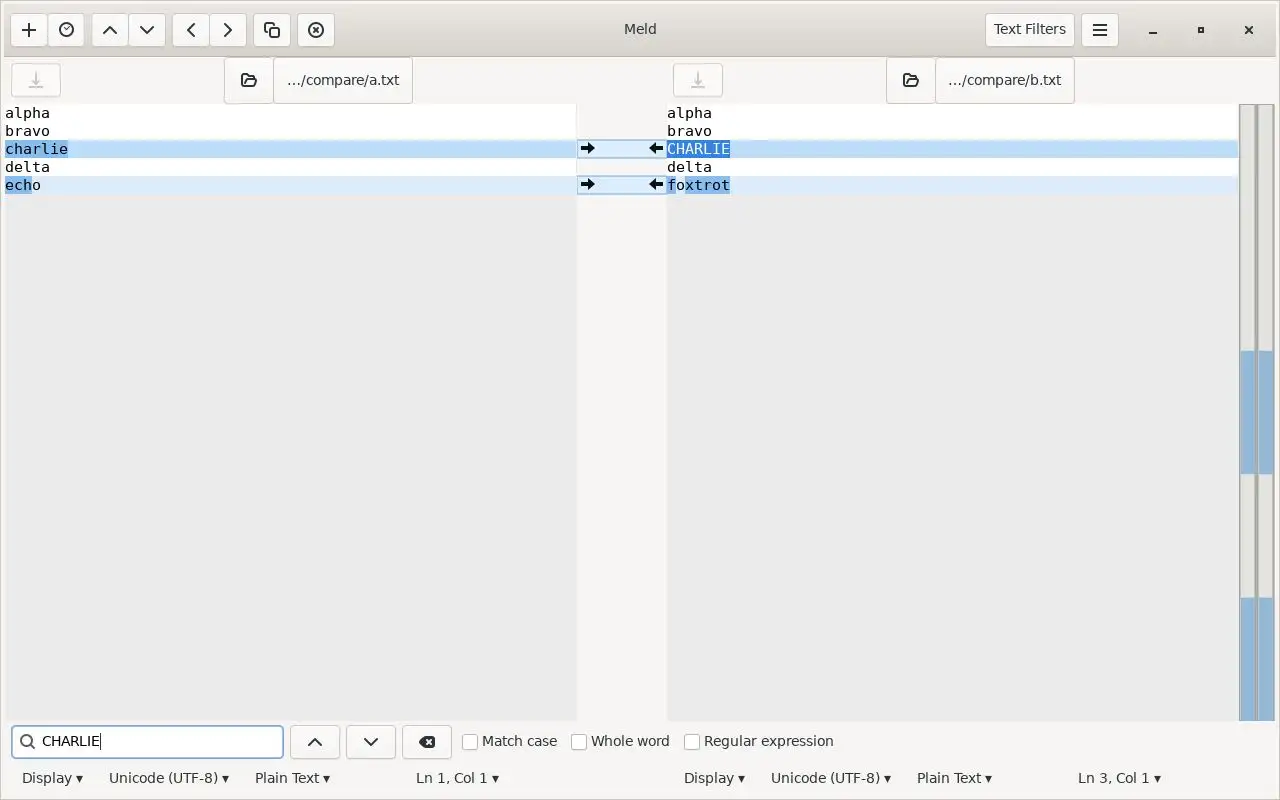 Meld
Text Filters
.../compare/a.txt
.../compare/b.txt
alpha
bravo
charlie
delta
echo
alpha
bravo
CHARLIE
delta
foxtrot
CHARLIE
Match case
Whole word
Regular expression
Display ▾ Unicode (UTF-8) ▾ Plain Text ▾ Ln 1, Col 1 ▾
Display ▾ Unicode (UTF-8) ▾ Plain Text ▾ Ln 3, Col 1 ▾